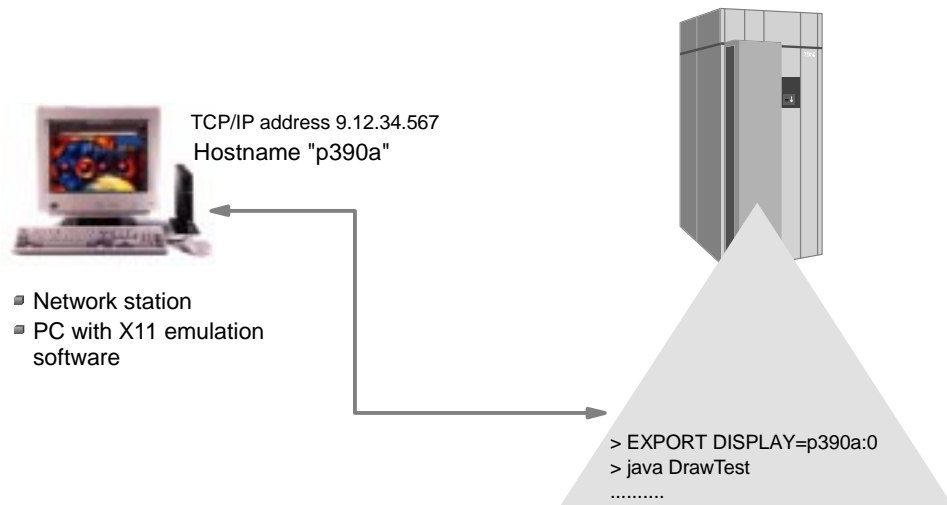 TCP/IP address 9.12.34.567
Hostname "p390a"
Network station
PC with X11 emulation
software
> EXPORT DISPLAY=p390a:0
> java DrawTest
..........